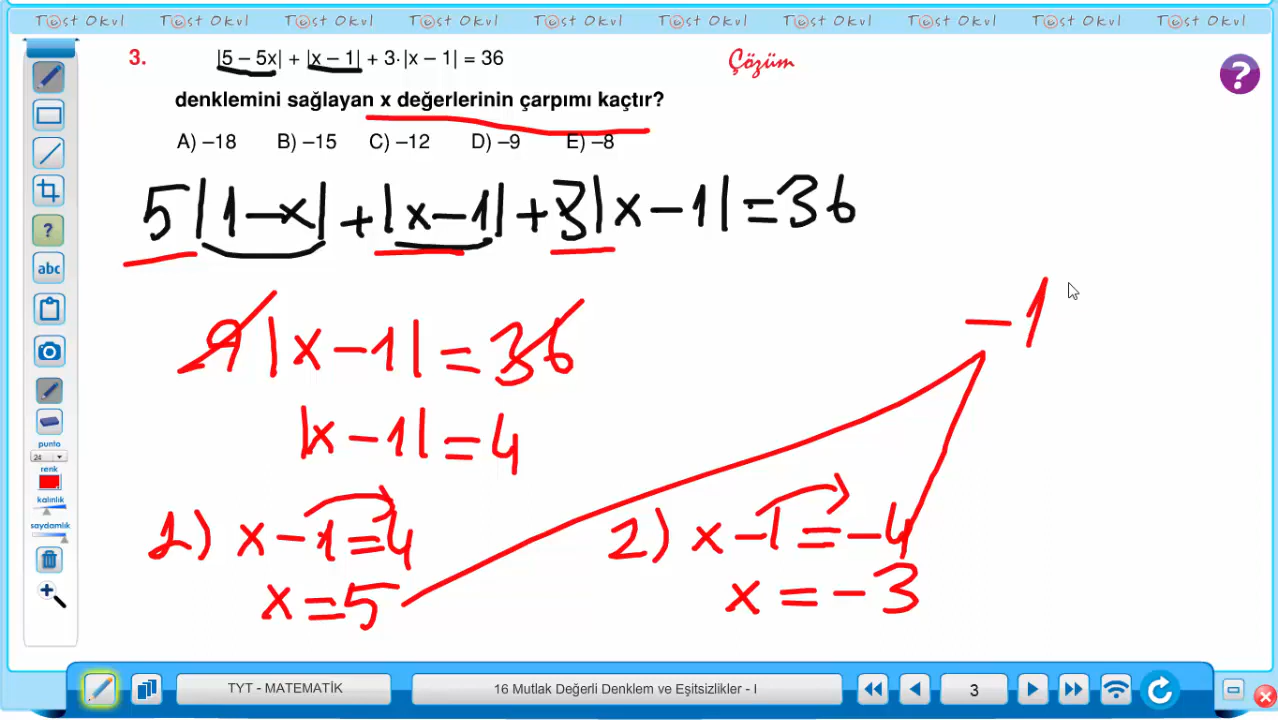 Test Okul Test Okul Test Okul Test Okul Test Okul Test Okul Test Okul Test Okul Test Okul Test Okul
3. |5 – 5x| + |x – 1| + 3·|x – 1| = 36
Çözüm
?
denklemini sağlayan x değerlerinin çarpımı kaçtır?
A) –18 B) –15 C) –12 D) –9 E) –8
5|1-x| + |x-1| + 3|x-1| = 36
?
abc
9|x-1| = 36
-1
|x-1| = 4
punto
24
renk
kalınlık
saydamlık
1) x-1=4 2) x-1=-4
x=5 x=-3
TYT - MATEMATİK 16 Mutlak Değerli Denklem ve Eşitsizlikler - I 3